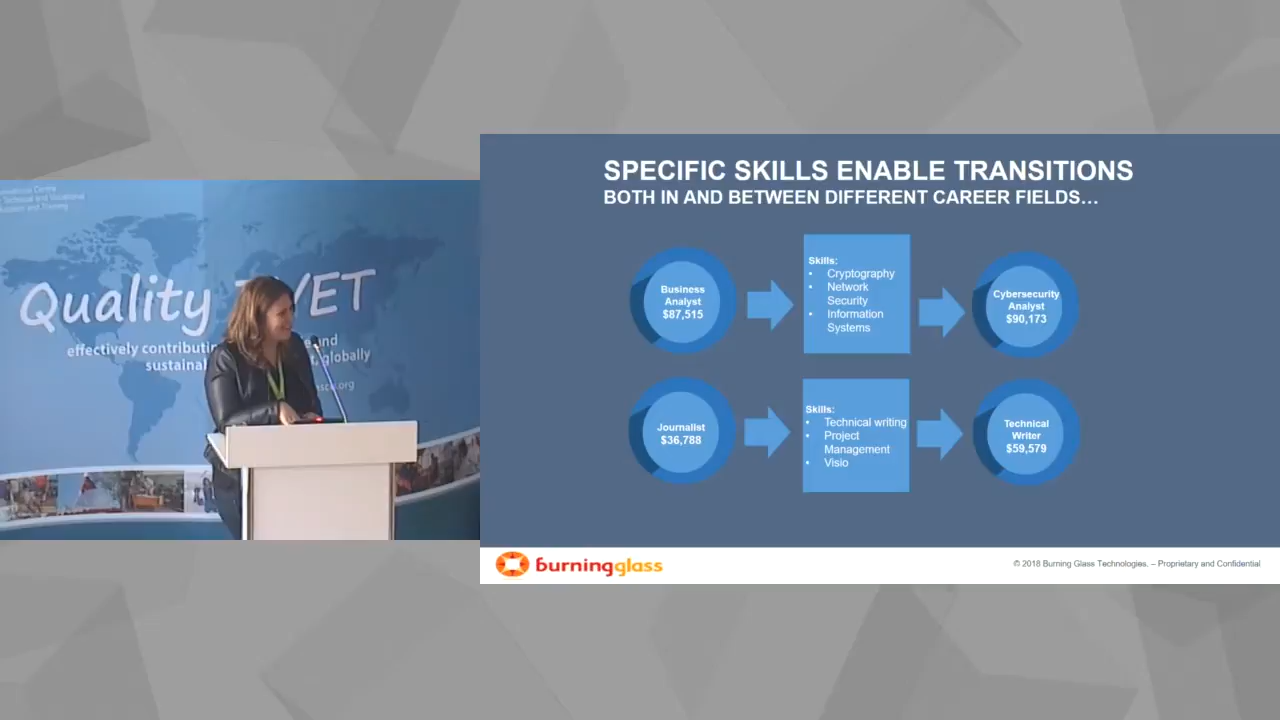 Quality
effectively
sustainab
globally
SPECIFIC SKILLS ENABLE TRANSITIONS
BOTH IN AND BETWEEN DIFFERENT CAREER FIELDS…
Business
Analyst
$87,515
Skills:
• Cryptography
• Network
Security
• Information
Systems
Cybersecurity
Analyst
$90,173
Journalist
$36,788
Skills:
• Technical writing
• Project
Management
• Visio
Technical
Writer
$59,579
burningglass
© 2018 Burning Glass Technologies. – Proprietary and Confidential